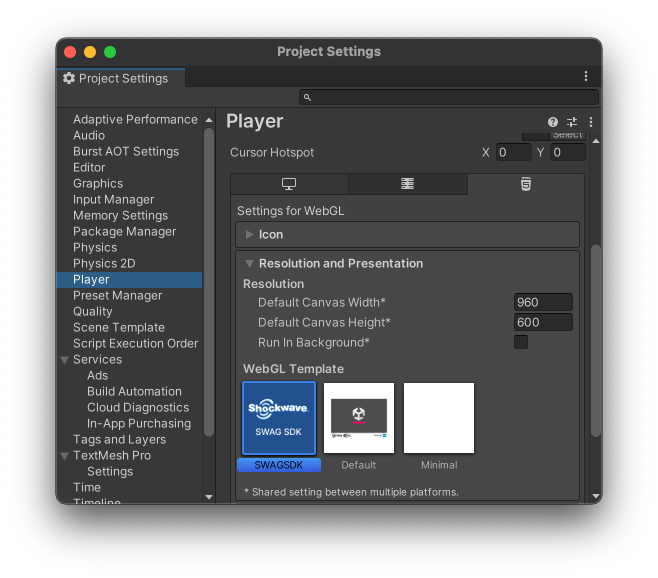 Project Settings
Project Settings
Adaptive Performance
Audio
Burst AOT Settings
Editor
Graphics
Input Manager
Memory Settings
Package Manager
Physics
Physics 2D
Player
Preset Manager
Quality
Scene Template
Script Execution Order
Services
Ads
Build Automation
Cloud Diagnostics
In-App Purchasing
Tags and Layers
TextMesh Pro
Settings
Time
Timeline
Player
Select
Cursor Hotspot X 0 Y 0
Settings for WebGL
Icon
Resolution and Presentation
Resolution
Default Canvas Width* 960
Default Canvas Height* 600
Run In Background*
WebGL Template
Shockwave
SWAG SDK
SWAGSDK Default Minimal
* Shared setting between multiple platforms.